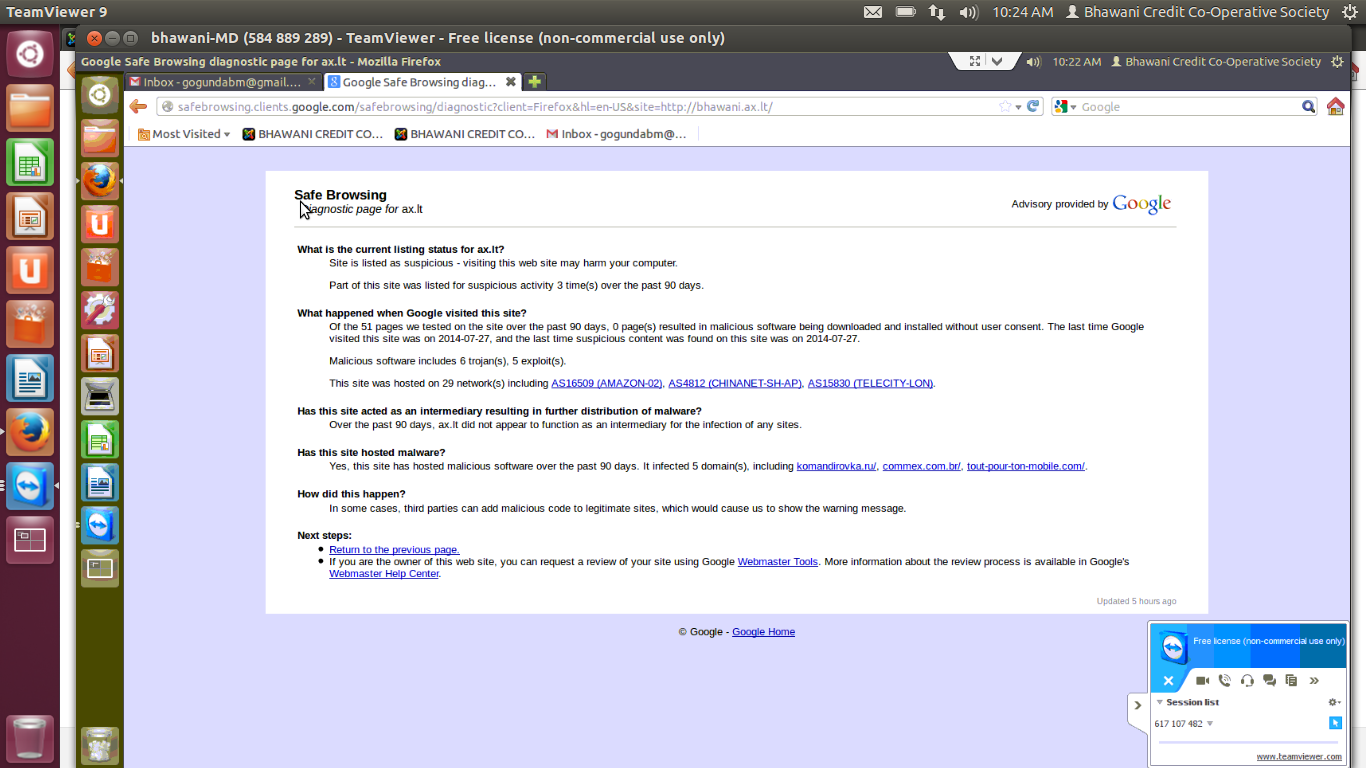 TeamViewer 9
10:24 AM
Bhawani Credit Co-Operative Society
bhawani-MD (584 889 289) - TeamViewer - Free license (non-commercial use only)
Google Safe Browsing diagnostic page for ax.lt - Mozilla Firefox
10:22 AM
Bhawani Credit Co-Operative Society
Inbox - gogundabm@gmail....
Google Safe Browsing diag...
safebrowsing.clients.google.com/safebrowsing/diagnostic?client=Firefox&hl=en-US&site=http://bhawani.ax.lt/
Google
Most Visited
BHAWANI CREDIT CO...
BHAWANI CREDIT CO...
Inbox - gogundabm@...
Safe Browsing
Diagnostic page for ax.lt
Advisory provided by Google
What is the current listing status for ax.lt?
Site is listed as suspicious - visiting this web site may harm your computer.
Part of this site was listed for suspicious activity 3 time(s) over the past 90 days.
What happened when Google visited this site?
Of the 51 pages we tested on the site over the past 90 days, 0 page(s) resulted in malicious software being downloaded and installed without user consent. The last time Google
visited this site was on 2014-07-27, and the last time suspicious content was found on this site was on 2014-07-27.
Malicious software includes 6 trojan(s), 5 exploit(s).
This site was hosted on 29 network(s) including AS16509 (AMAZON-02), AS4812 (CHINANET-SH-AP), AS15830 (TELECITY-LON).
Has this site acted as an intermediary resulting in further distribution of malware?
Over the past 90 days, ax.lt did not appear to function as an intermediary for the infection of any sites.
Has this site hosted malware?
Yes, this site has hosted malicious software over the past 90 days. It infected 5 domain(s), including komandirovka.ru/, commex.com.br/, tout-pour-ton-mobile.com/.
How did this happen?
In some cases, third parties can add malicious code to legitimate sites, which would cause us to show the warning message.
Next steps:
Return to the previous page.
If you are the owner of this web site, you can request a review of your site using Google Webmaster Tools. More information about the review process is available in Google's
Webmaster Help Center.
Updated 5 hours ago
© Google - Google Home
Free license (non-commercial use only)
Session list
617 107 482
www.teamviewer.com